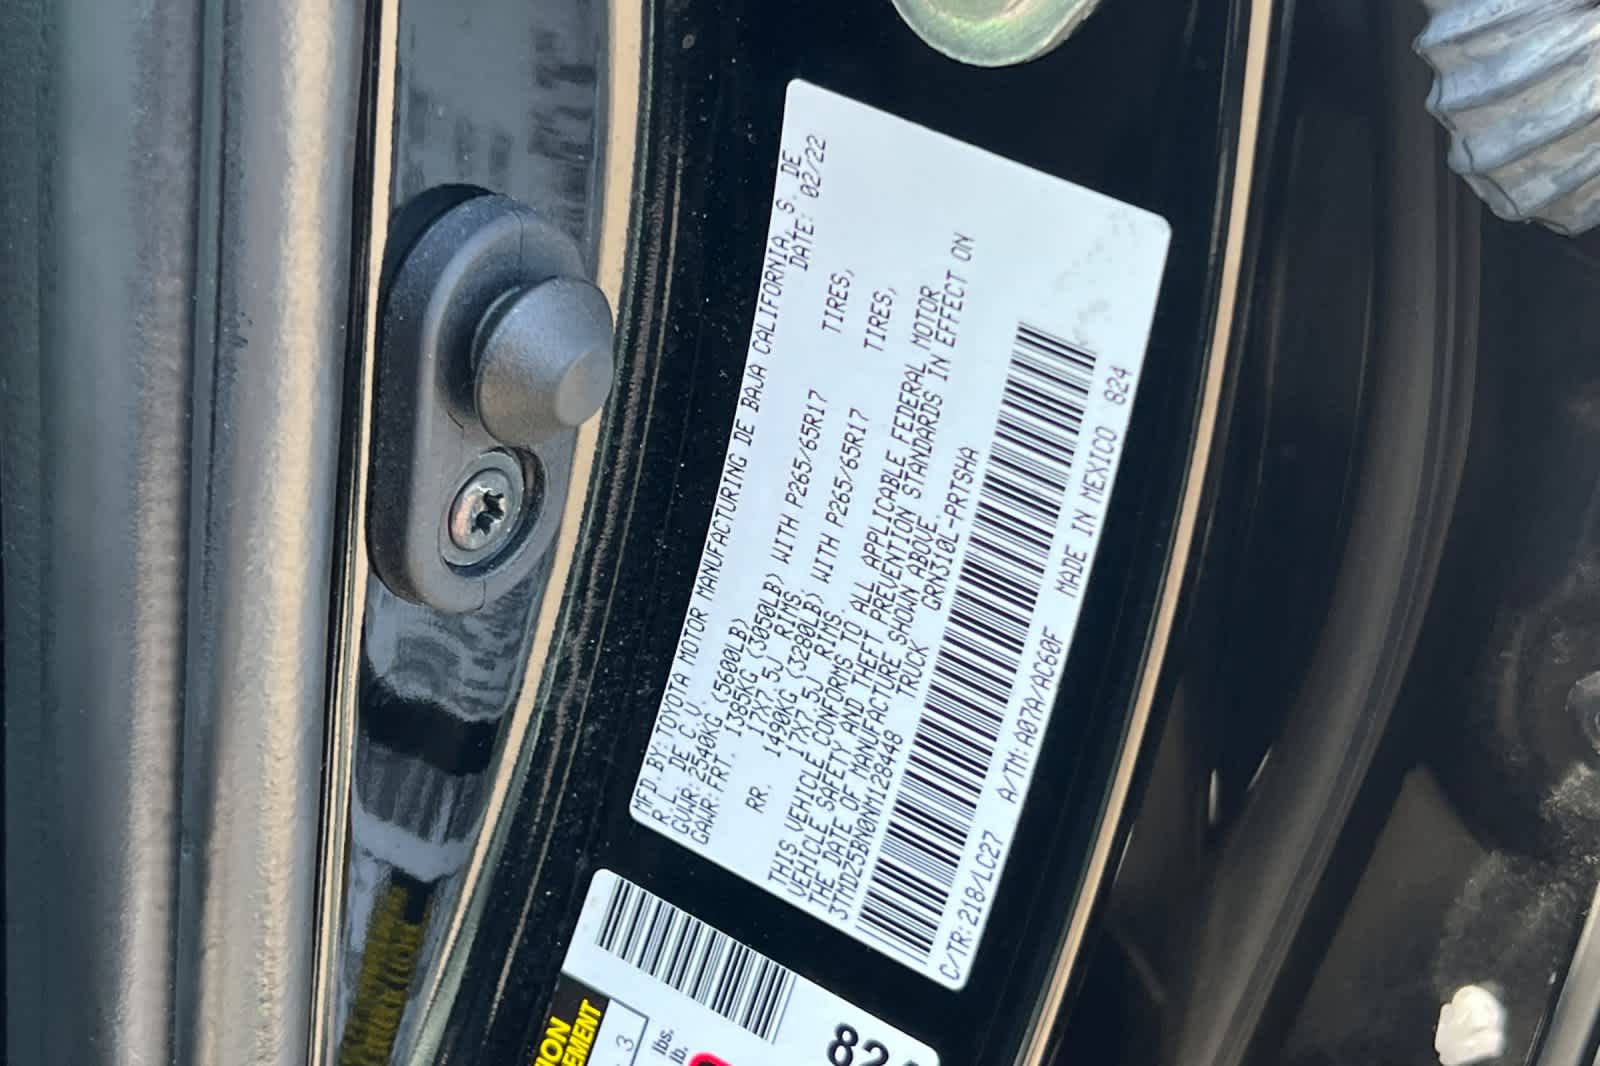 MFD.BY:TOYOTA MOTOR MANUFACTURING DE BAJA CALIFORNIA, S. DE
R.L. DE C.V. DATE: 02/22
GVWR:2540KG (5600LB)
GAWR:FRT. 1385KG (3050LB) WITH P265/65R17 TIRES,
17X7.5J RIMS,
RR. 1490KG (3280LB) WITH P265/65R17 TIRES,
17X7.5J RIMS.
THIS VEHICLE CONFORMS TO ALL APPLICABLE FEDERAL MOTOR
VEHICLE SAFETY AND THEFT PREVENTION STANDARDS IN EFFECT ON
THE DATE OF MANUFACTURE SHOWN ABOVE.
3TMDZ5BN0NM128448 TRUCK GRN310L-PRTSHA
C/TR:218/LC27 A/TM:A07A/AC60F MADE IN MEXICO 824
lbs.
lb.
3